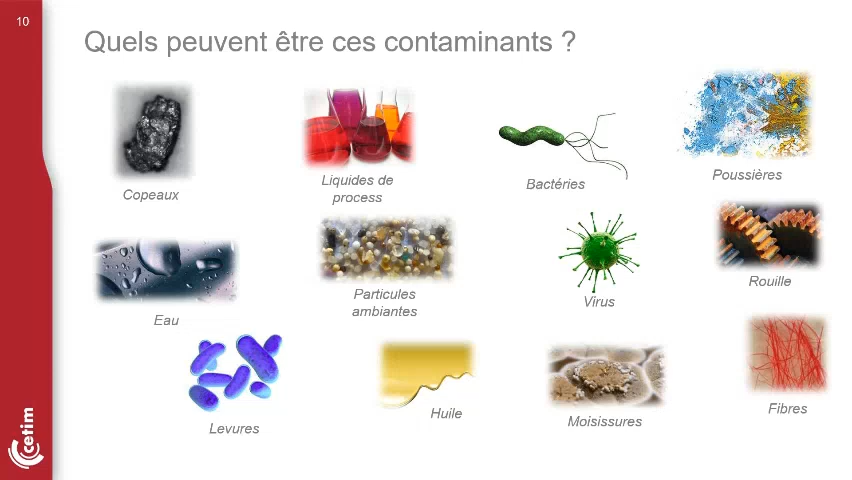 10
Quels peuvent être ces contaminants ?
Copeaux
Liquides de
process
Bactéries
Poussières
Eau
Particules
ambiantes
Virus
Rouille
Levures
Huile
Moisissures
Fibres
cetim